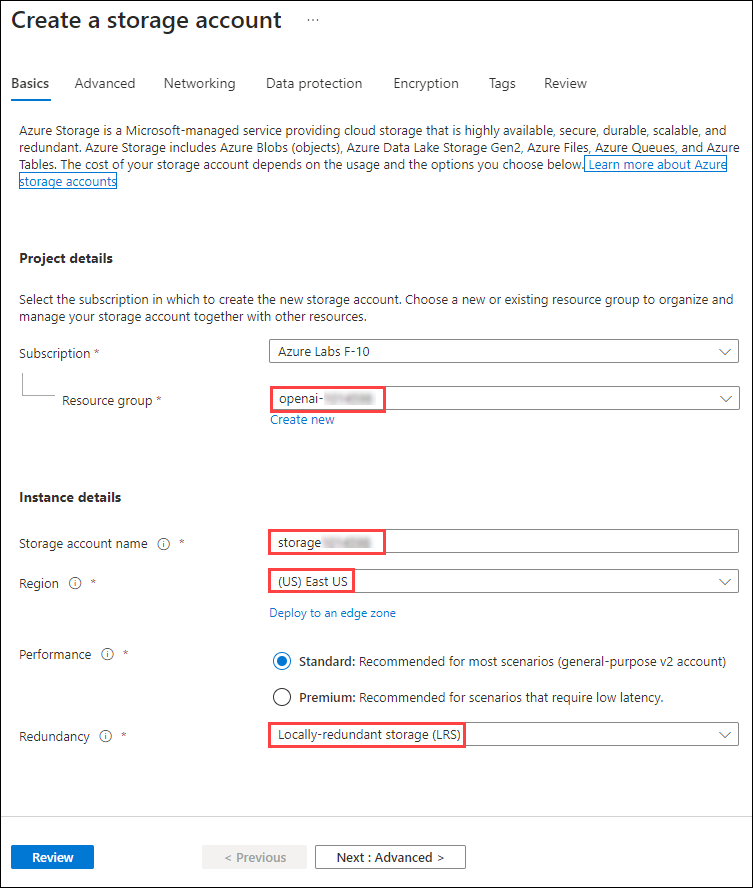 Create a storage account ...
Basics Advanced Networking Data protection Encryption Tags Review
Azure Storage is a Microsoft-managed service providing cloud storage that is highly available, secure, durable, scalable, and
redundant. Azure Storage includes Azure Blobs (objects), Azure Data Lake Storage Gen2, Azure Files, Azure Queues, and Azure
Tables. The cost of your storage account depends on the usage and the options you choose below. Learn more about Azure
storage accounts
Project details
Select the subscription in which to create the new storage account. Choose a new or existing resource group to organize and
manage your storage account together with other resources.
Subscription * Azure Labs F-10
Resource group * openai-
Create new
Instance details
Storage account name * storage
Region * (US) East US
Deploy to an edge zone
Performance * Standard: Recommended for most scenarios (general-purpose v2 account)
Premium: Recommended for scenarios that require low latency.
Redundancy * Locally-redundant storage (LRS)
Review < Previous Next : Advanced >